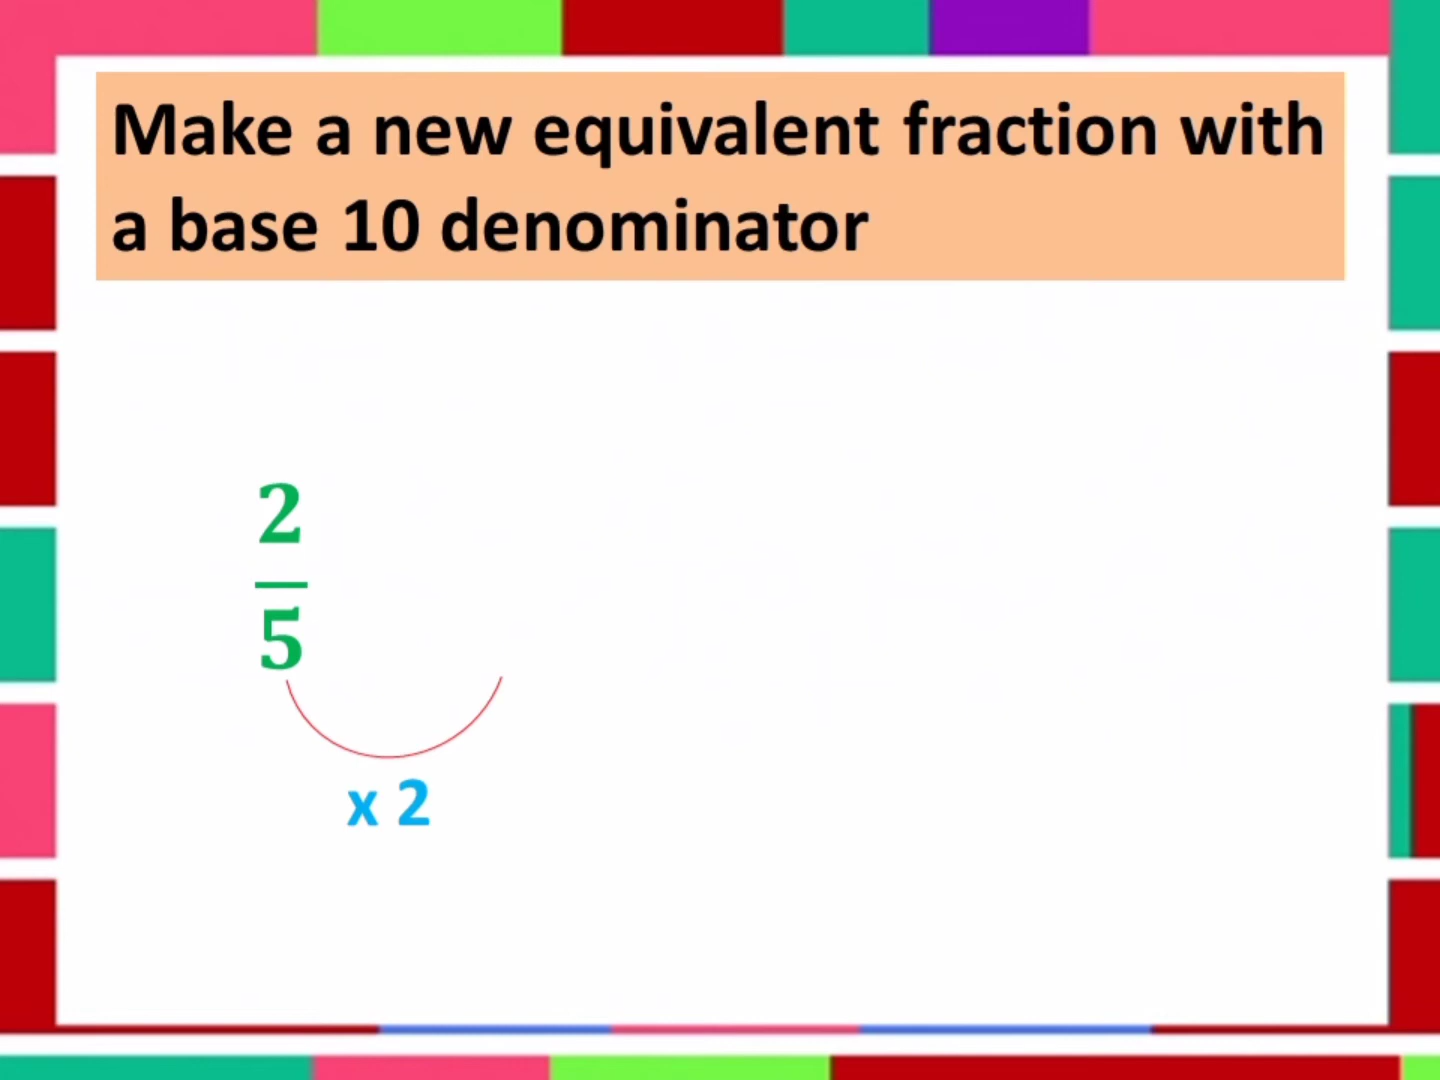 Make a new equivalent fraction with
a base 10 denominator
2
5
x 2